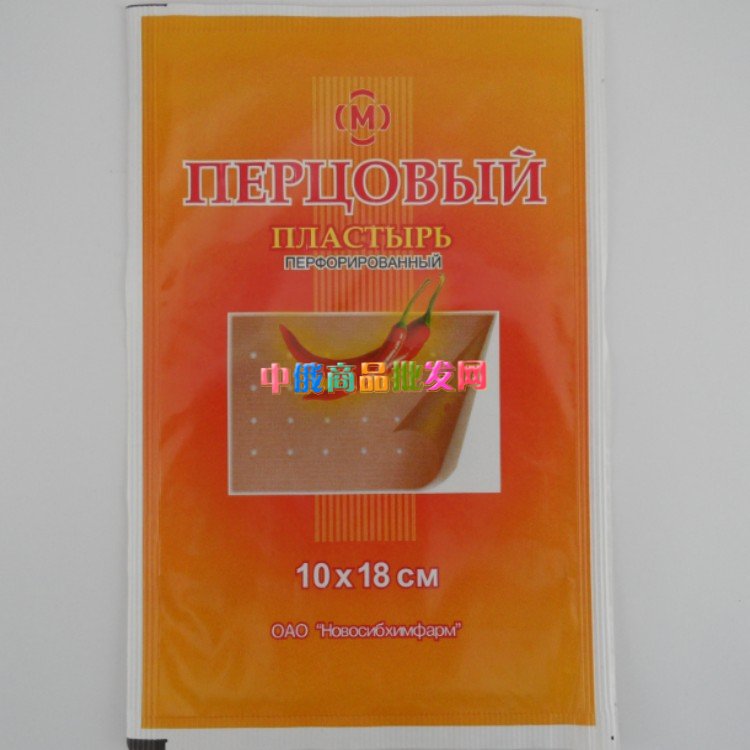 М
ПЕРЦОВЫЙ
ПЛАСТЫРЬ
ПЕРФОРИРОВАННЫЙ
中俄商品批发网
10 х 18 см
ОАО "Новосибхимфарм"